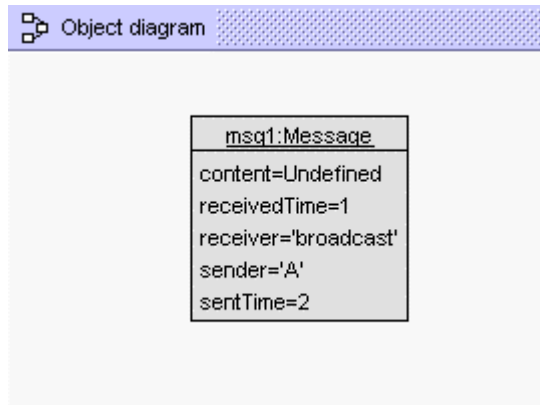 Object diagram
msg1:Message
content=Undefined
receivedTime=1
receiver='broadcast'
sender='A'
sentTime=2